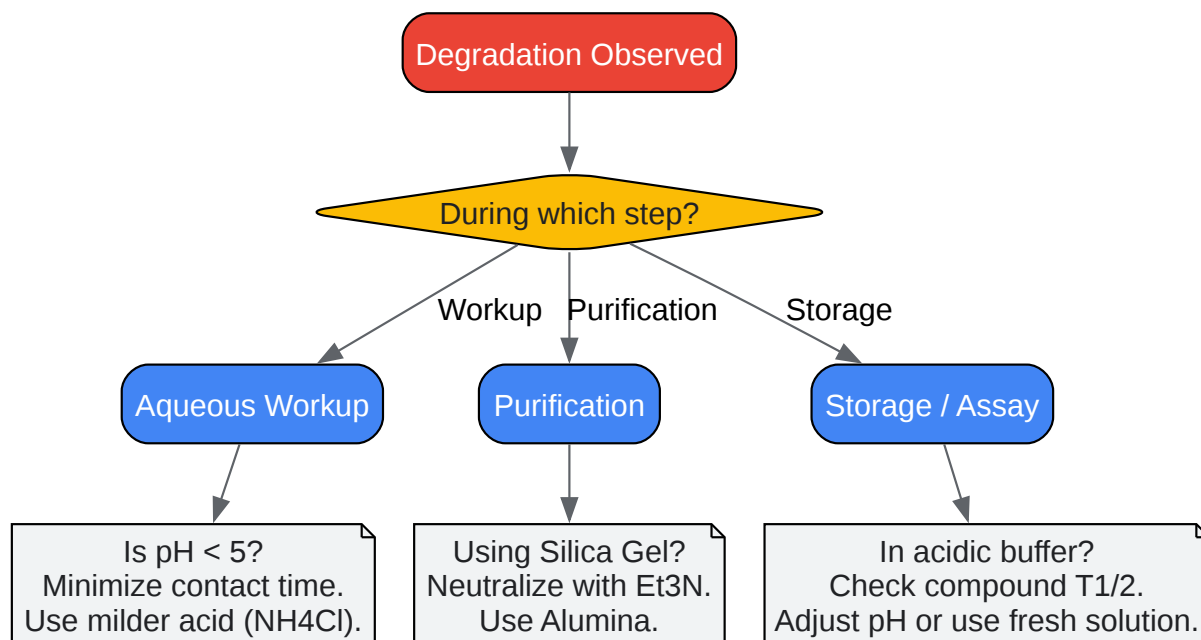 Degradation Observed
During which step?
Workup
Purification
Storage
Aqueous Workup
Purification
Storage / Assay
Is pH < 5?
Minimize contact time.
Use milder acid (NH4Cl).
Using Silica Gel?
Neutralize with Et3N.
Use Alumina.
In acidic buffer?
Check compound T1/2.
Adjust pH or use fresh solution.